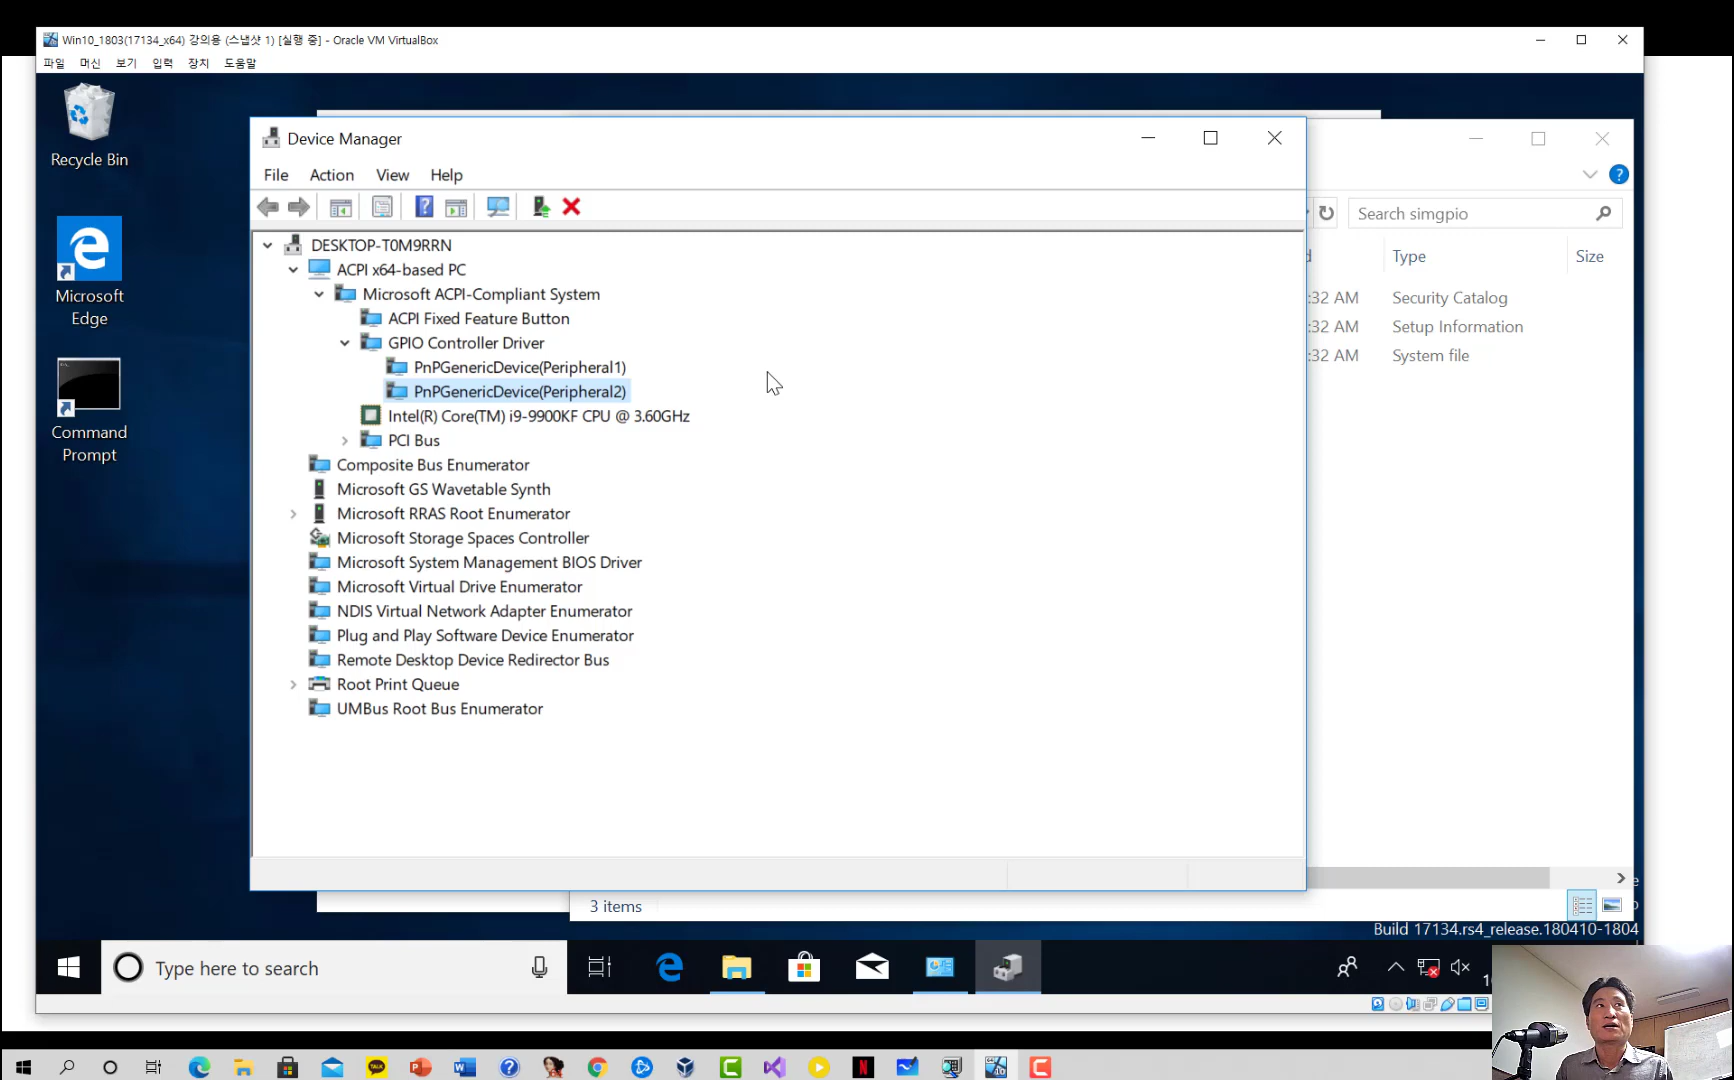 Win10_1803(17134_x64) 강의용 (스냅샷 1) [실행 중] - Oracle VM VirtualBox
파일 머신 보기 입력 장치 도움말
Recycle Bin
Microsoft
Edge
Command
Prompt
Device Manager
File Action View Help
DESKTOP-T0M9RRN
ACPI x64-based PC
Microsoft ACPI-Compliant System
ACPI Fixed Feature Button
GPIO Controller Driver
PnPGenericDevice(Peripheral1)
PnPGenericDevice(Peripheral2)
Intel(R) Core(TM) i9-9900KF CPU @ 3.60GHz
PCI Bus
Composite Bus Enumerator
Microsoft GS Wavetable Synth
Microsoft RRAS Root Enumerator
Microsoft Storage Spaces Controller
Microsoft System Management BIOS Driver
Microsoft Virtual Drive Enumerator
NDIS Virtual Network Adapter Enumerator
Plug and Play Software Device Enumerator
Remote Desktop Device Redirector Bus
Root Print Queue
UMBus Root Bus Enumerator
Search simgpio
Type Size
:32 AM Security Catalog
:32 AM Setup Information
:32 AM System file
3 items
Build 17134.rs4_release.180410-1804
Type here to search
TALK